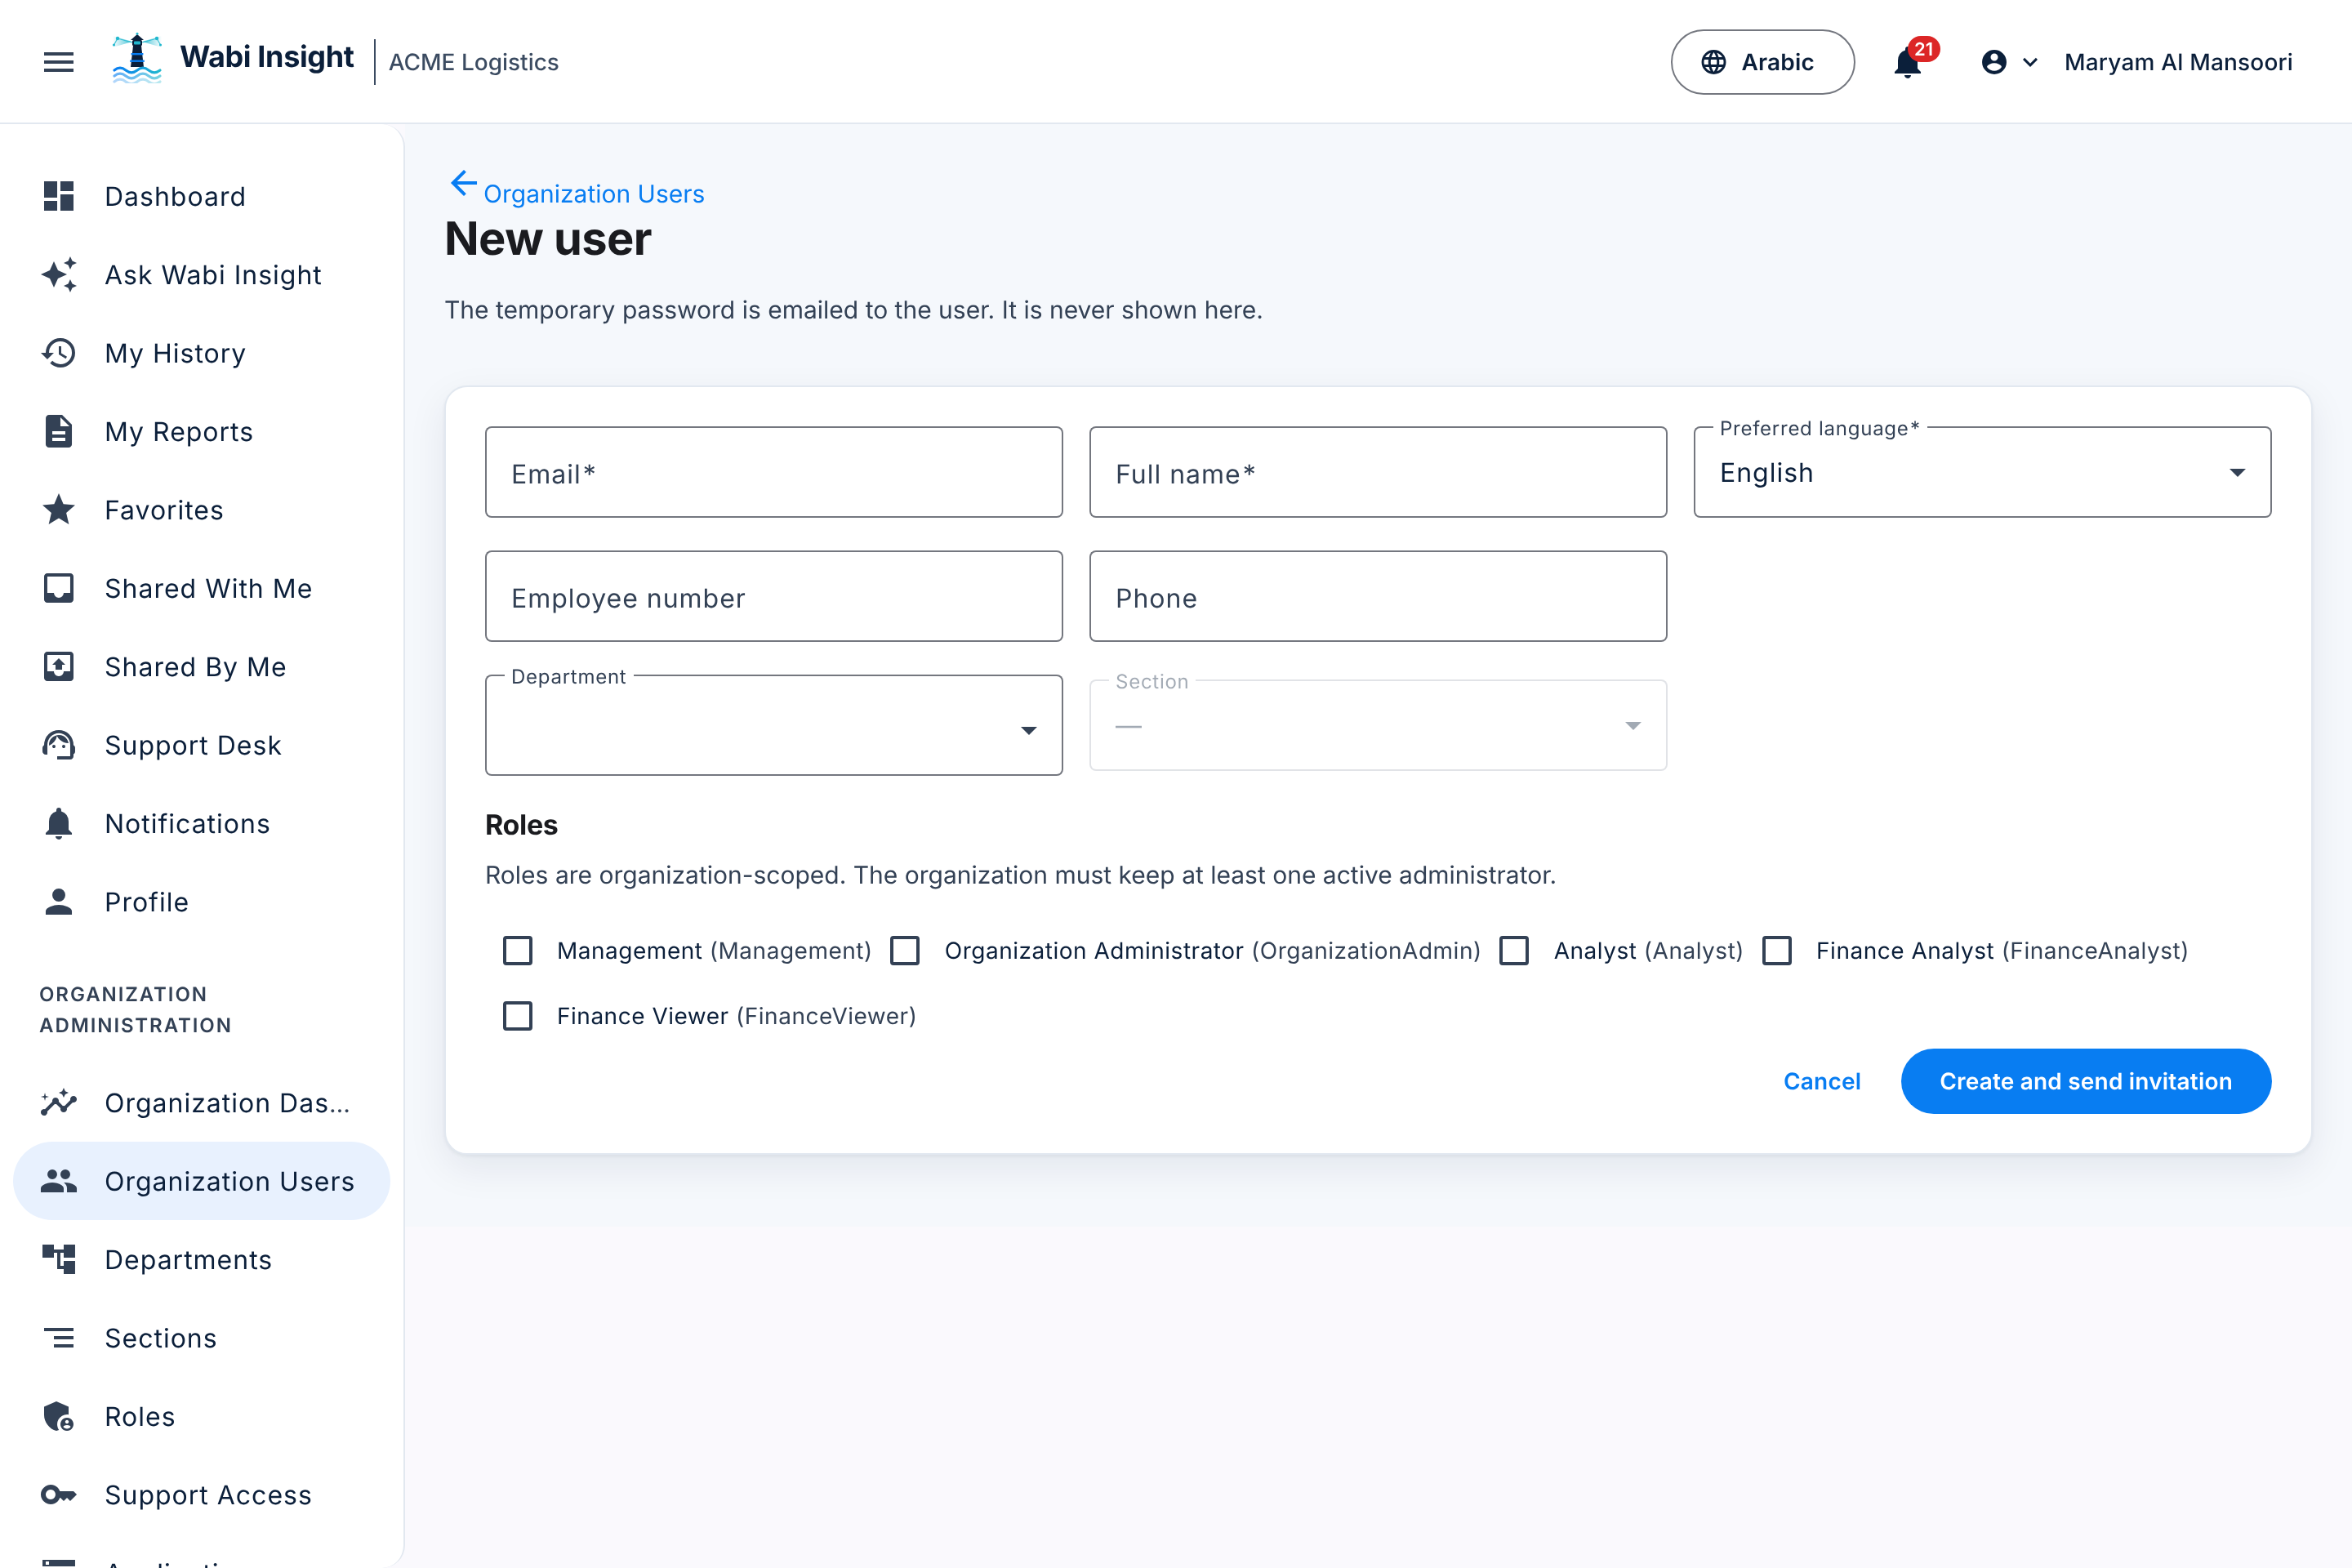 Wabi Insight
ACME Logistics
Arabic
21
Maryam Al Mansoori
Dashboard
Ask Wabi Insight
My History
My Reports
Favorites
Shared With Me
Shared By Me
Support Desk
Notifications
Profile
ORGANIZATION
ADMINISTRATION
Organization Das...
Organization Users
Departments
Sections
Roles
Support Access
Organization Users
New user
The temporary password is emailed to the user. It is never shown here.
Email*
Full name*
Preferred language*
English
Employee number
Phone
Department
Section
—
Roles
Roles are organization-scoped. The organization must keep at least one active administrator.
Management (Management)
Organization Administrator (OrganizationAdmin)
Analyst (Analyst)
Finance Analyst (FinanceAnalyst)
Finance Viewer (FinanceViewer)
Cancel
Create and send invitation